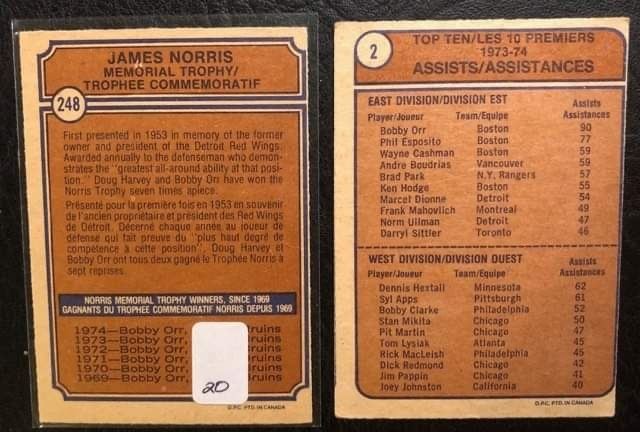 JAMES NORRIS
MEMORIAL TROPHY/
TROPHEE COMMEMORATIF
248
First presented in 1953 in memory of the former
owner and president of the Detroit Red Wings.
Awarded annually to the defenseman who demon-
strates the "greatest all-around ability at that posi-
tion." Doug Harvey and Bobby Orr have won the
Norris Trophy seven times apiece.
Présenté pour la première fois en 1953 en souvenir
de l'ancien propriétaire et président des Red Wings
de Détroit. Décerné chaque année au joueur de
défense qui fait preuve du "plus haut degré de
compétence à cette position". Doug Harvey et
Bobby Orr ont tous deux gagné le Trophée Norris à
sept reprises.
NORRIS MEMORIAL TROPHY WINNERS, SINCE 1969
GAGNANTS DU TROPHEE COMMEMORATIF NORRIS DEPUIS 1969
1974—Bobby Orr, ruins
1973—Bobby Orr, ruins
1972—Bobby Orr, ruins
1971—Bobby Orr, ruins
1970—Bobby Orr, ruins
1969—Bobby Orr, ruins
20
O.P.C. PTD. IN CANADA
2
TOP TEN/LES 10 PREMIERS
1973-74
ASSISTS/ASSISTANCES
EAST DIVISION/DIVISION EST Assists
Player/Joueur Team/Equipe Assistances
Bobby Orr Boston 90
Phil Esposito Boston 77
Wayne Cashman Boston 59
Andre Boudrias Vancouver 59
Brad Park N.Y. Rangers 57
Ken Hodge Boston 55
Marcel Dionne Detroit 54
Frank Mahovlich Montreal 49
Norm Ullman Detroit 47
Darryl Sittler Toronto 46
WEST DIVISION/DIVISION OUEST Assists
Player/Joueur Team/Equipe Assistances
Dennis Hextall Minnesota 62
Syl Apps Pittsburgh 61
Bobby Clarke Philadelphia 52
Stan Mikita Chicago 50
Pit Martin Chicago 47
Tom Lysiak Atlanta 45
Rick MacLeish Philadelphia 45
Dick Redmond Chicago 42
Jim Pappin Chicago 41
Joey Johnston California 40
O.P.C. PTD. IN CANADA